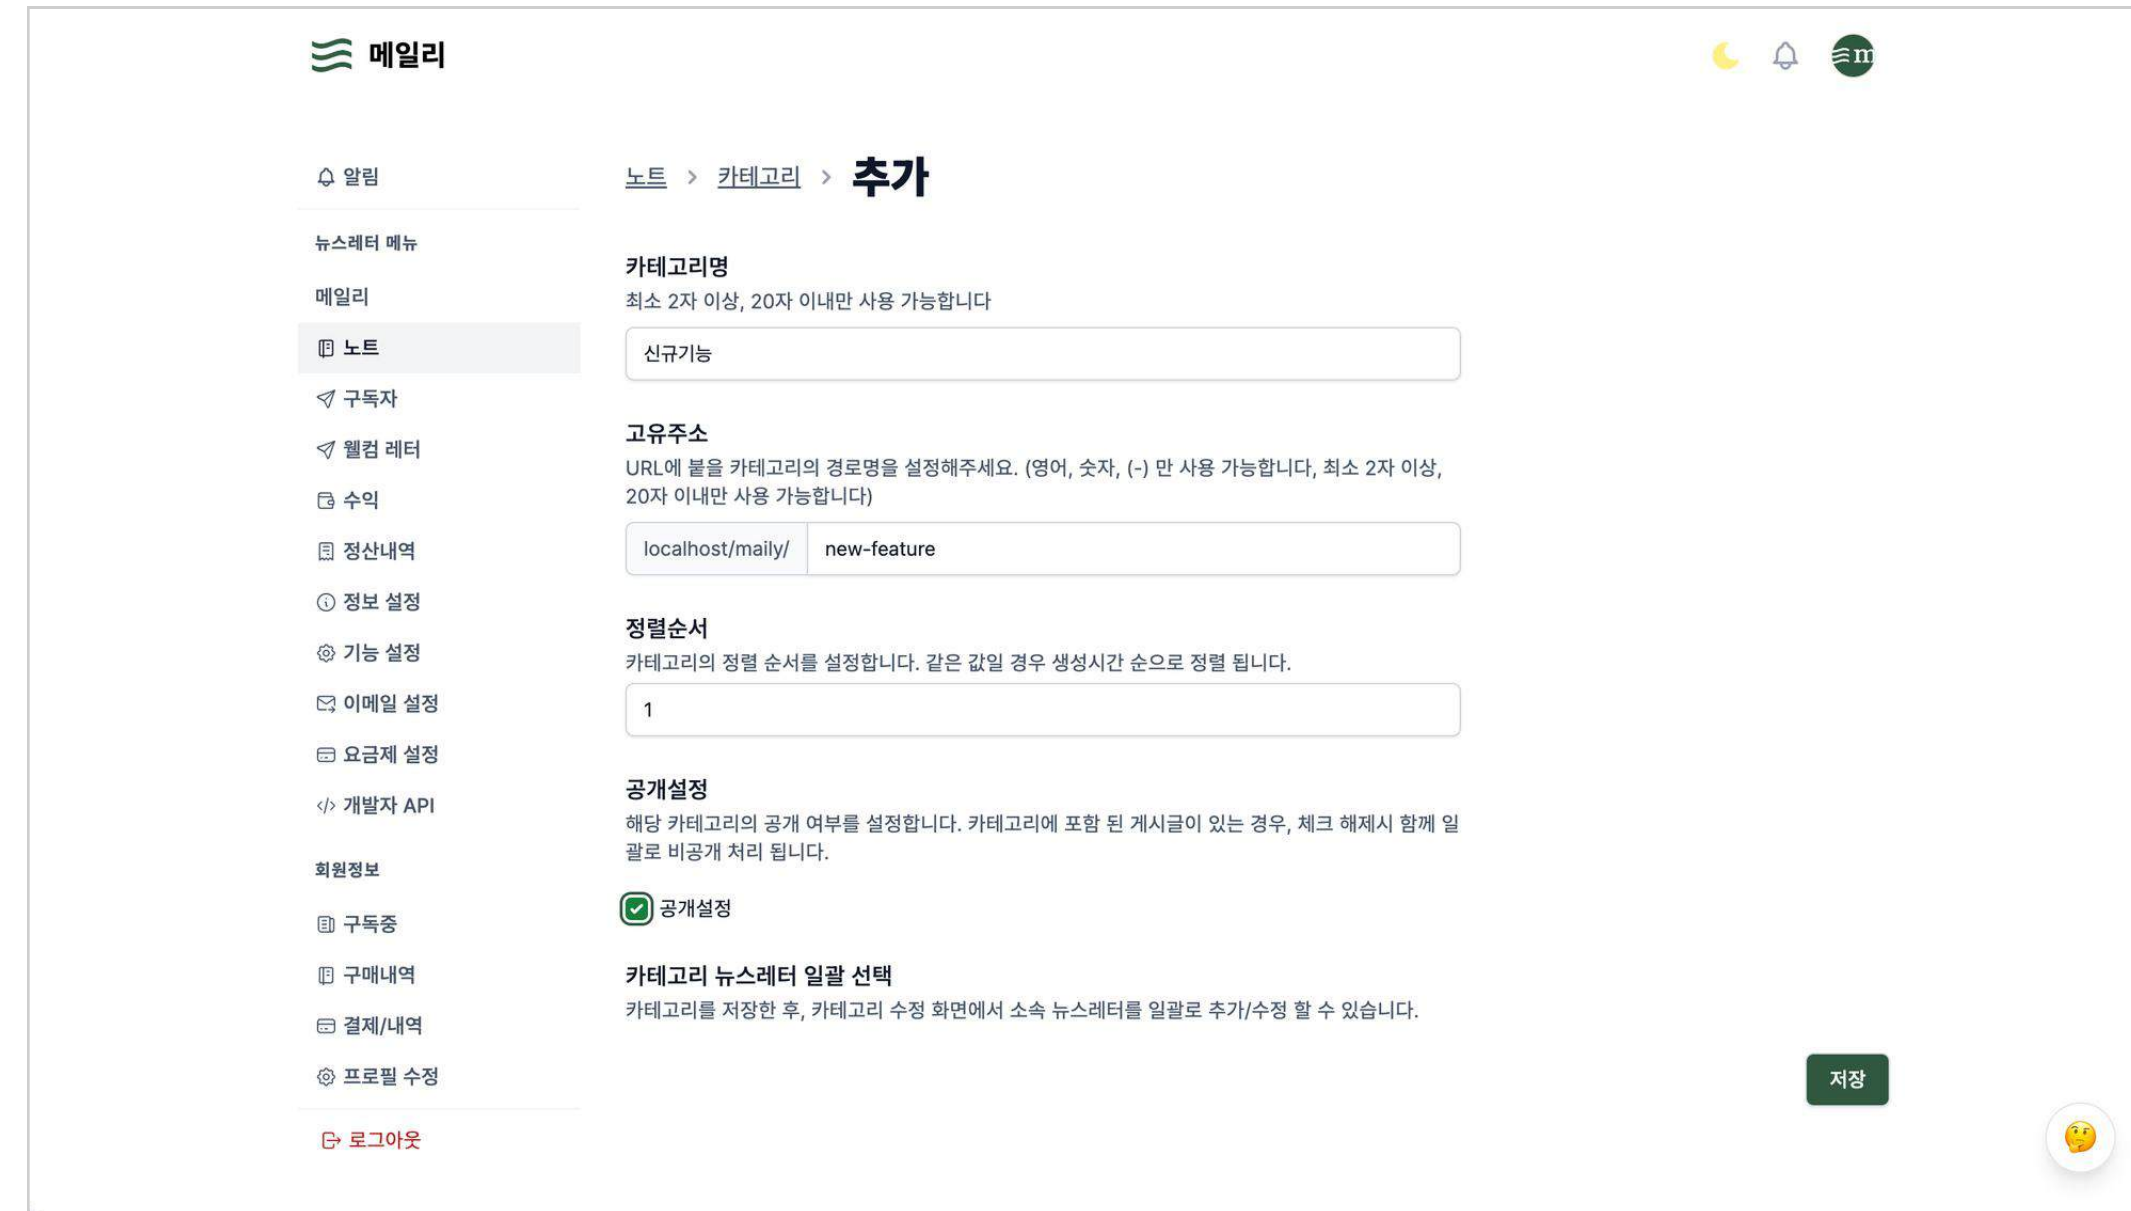 메일리
m
알림
뉴스레터 메뉴
메일리
노트
구독자
웰컴 레터
수익
정산내역
정보 설정
기능 설정
이메일 설정
요금제 설정
개발자 API
회원정보
구독중
구매내역
결제/내역
프로필 수정
로그아웃
노트 > 카테고리 > 추가
카테고리명
최소 2자 이상, 20자 이내만 사용 가능합니다
신규기능
고유주소
URL에 붙을 카테고리의 경로명을 설정해주세요. (영어, 숫자, (-) 만 사용 가능합니다, 최소 2자 이상,
20자 이내만 사용 가능합니다)
localhost/maily/ new-feature
정렬순서
카테고리의 정렬 순서를 설정합니다. 같은 값일 경우 생성시간 순으로 정렬 됩니다.
1
공개설정
해당 카테고리의 공개 여부를 설정합니다. 카테고리에 포함 된 게시글이 있는 경우, 체크 해제시 함께 일
괄로 비공개 처리 됩니다.
공개설정
카테고리 뉴스레터 일괄 선택
카테고리를 저장한 후, 카테고리 수정 화면에서 소속 뉴스레터를 일괄로 추가/수정 할 수 있습니다.
저장